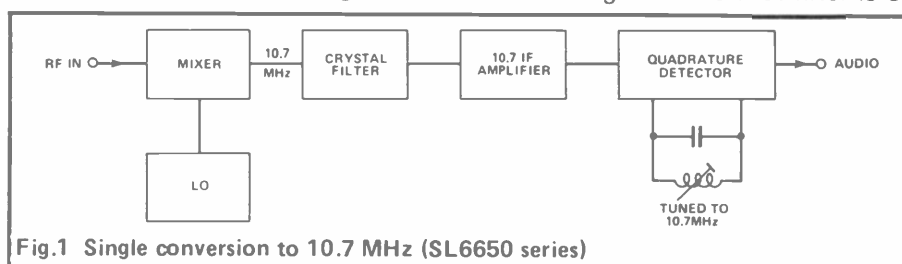 RF IN
MIXER
10.7
MHz
CRYSTAL
FILTER
10.7 IF
AMPLIFIER
QUADRATURE
DETECTOR
AUDIO
LO
TUNED TO
10.7MHz
Fig.1 Single conversion to 10.7 MHz (SL6650 series)